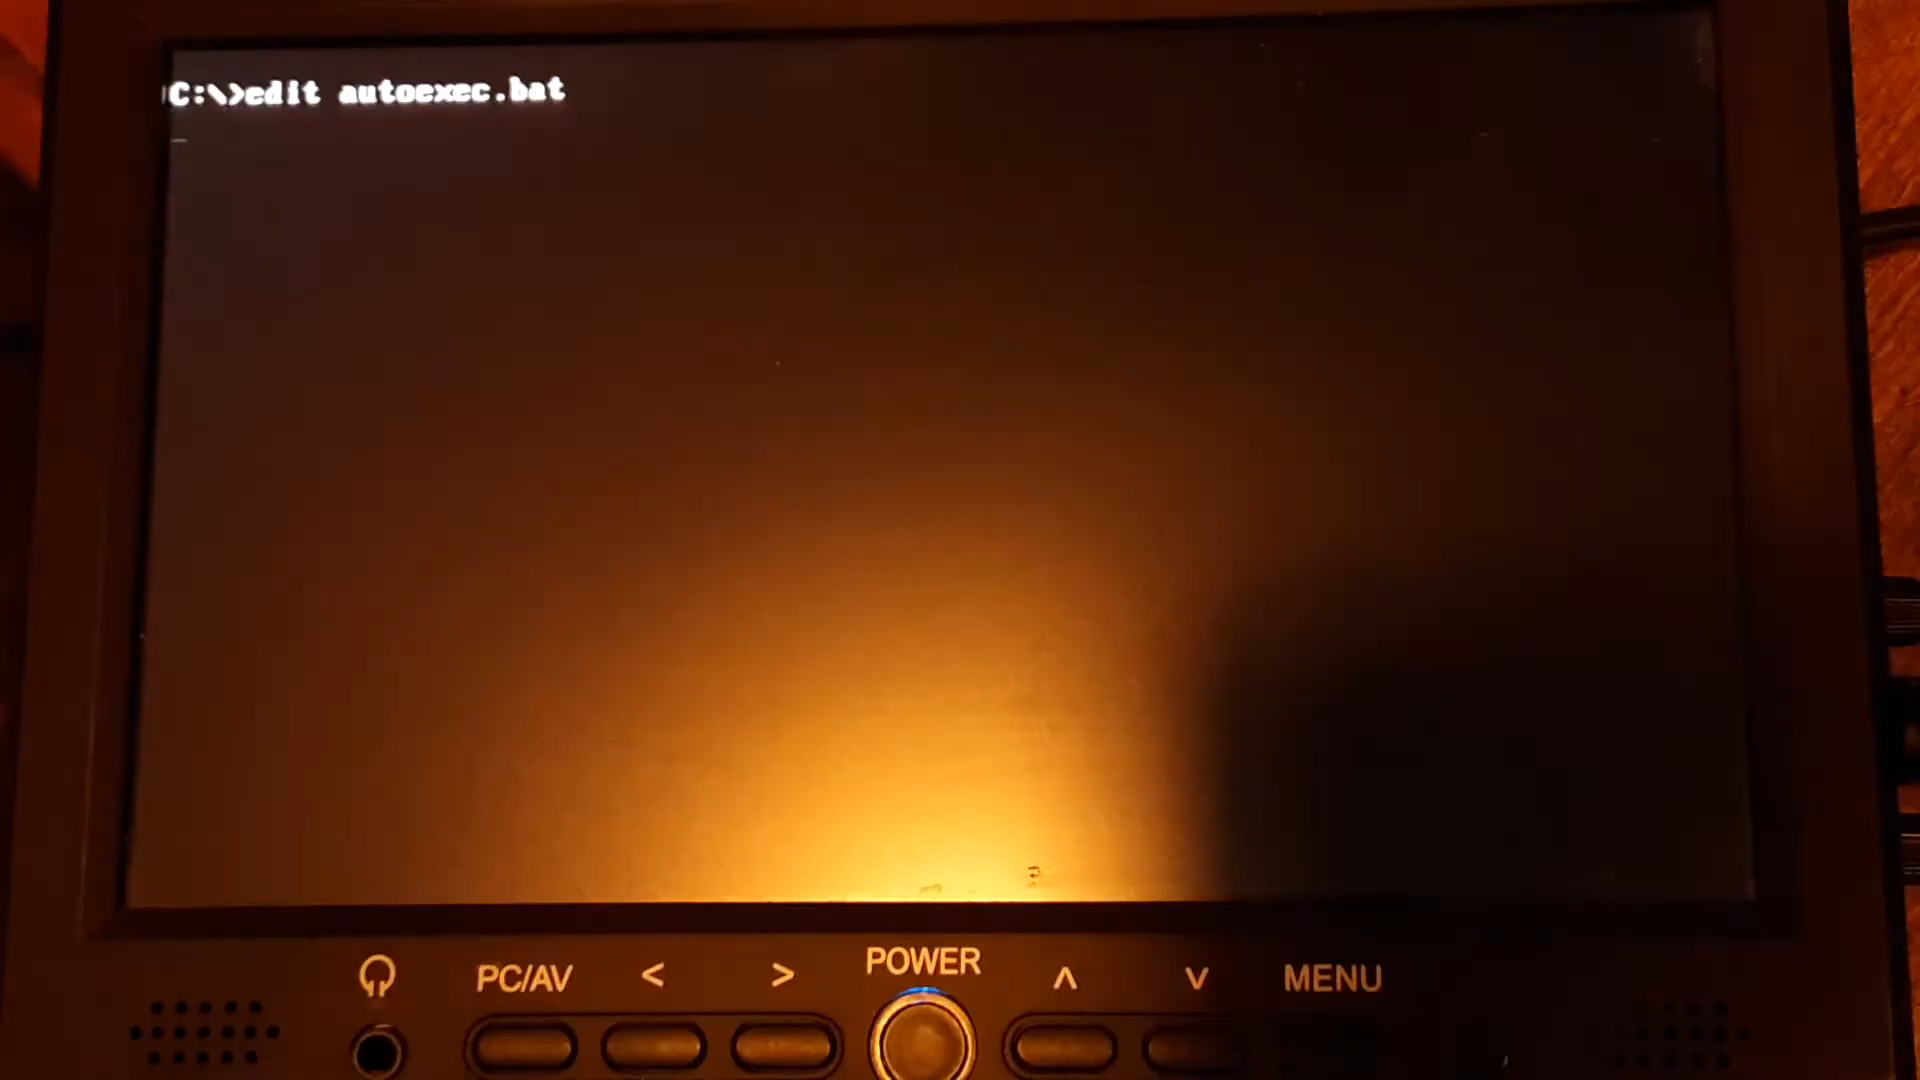 C:\>edit autoexec.bat
PC/AV < > POWER ∧ ∨ MENU